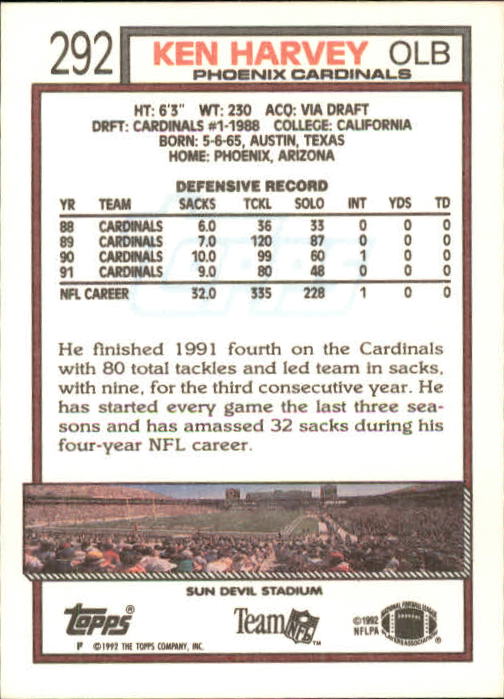 292 KEN HARVEY OLB
PHOENIX CARDINALS
HT: 6'3" WT: 230 ACQ: VIA DRAFT
DRFT: CARDINALS #1-1988 COLLEGE: CALIFORNIA
BORN: 5-6-65, AUSTIN, TEXAS
HOME: PHOENIX, ARIZONA
DEFENSIVE RECORD
YR TEAM SACKS TCKL SOLO INT YDS TD
88 CARDINALS 6.0 36 33 0 0 0
89 CARDINALS 7.0 120 87 0 0 0
90 CARDINALS 10.0 99 60 1 0 0
91 CARDINALS 9.0 80 48 0 0 0
NFL CAREER 32.0 335 228 1 0 0
TOPPS
He finished 1991 fourth on the Cardinals
with 80 total tackles and led team in sacks,
with nine, for the third consecutive year. He
has started every game the last three sea-
sons and has amassed 32 sacks during his
four-year NFL career.
SUN DEVIL STADIUM
TOPPS®
P ©1992 THE TOPPS COMPANY, INC.
Team NFL™
©1992
NFLPA
NATIONAL FOOTBALL LEAGUE
PLAYERS ASSOCIATION